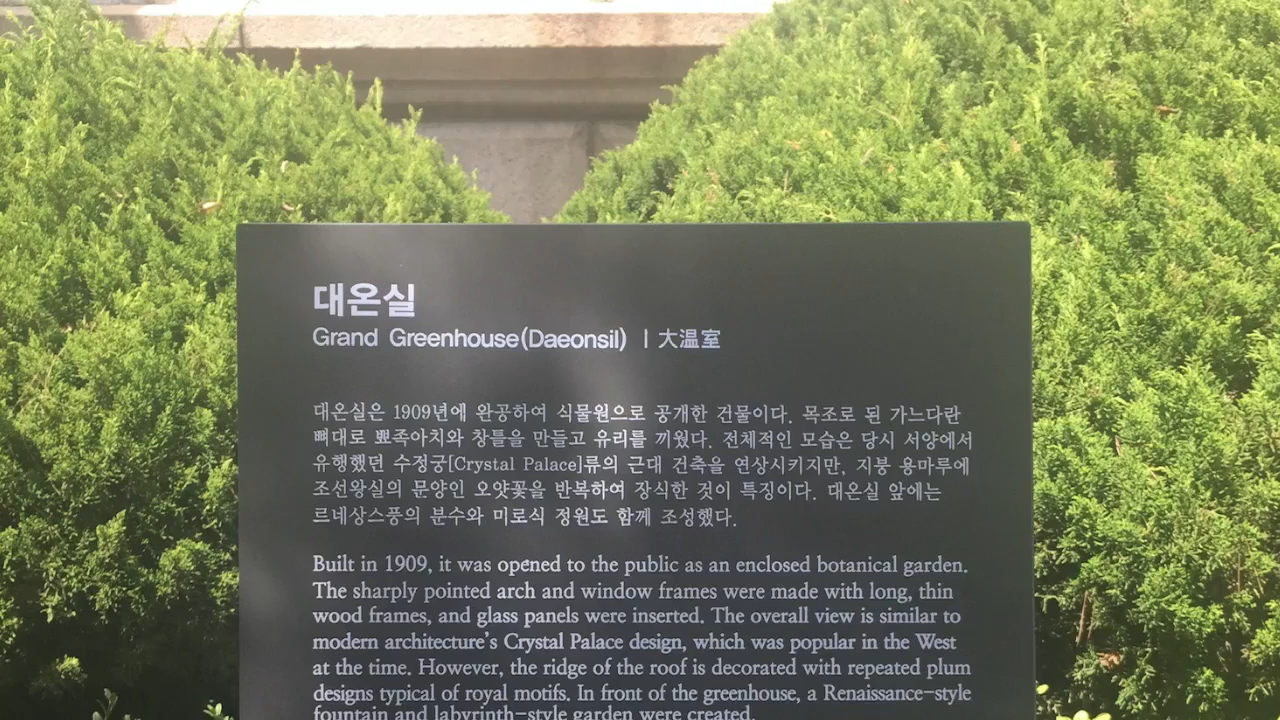 대온실
Grand Greenhouse(Daeonsil) | 大温室
대온실은 1909년에 완공하여 식물원으로 공개한 건물이다. 목조로 된 가느다란
뼈대로 뾰족아치와 창틀을 만들고 유리를 끼웠다. 전체적인 모습은 당시 서양에서
유행했던 수정궁[Crystal Palace]류의 근대 건축을 연상시키지만, 지붕 용마루에
조선왕실의 문양인 오얏꽃을 반복하여 장식한 것이 특징이다. 대온실 앞에는
르네상스풍의 분수와 미로식 정원도 함께 조성했다.
Built in 1909, it was opened to the public as an enclosed botanical garden.
The sharply pointed arch and window frames were made with long, thin
wood frames, and glass panels were inserted. The overall view is similar to
modern architecture's Crystal Palace design, which was popular in the West
at the time. However, the ridge of the roof is decorated with repeated plum
designs typical of royal motifs. In front of the greenhouse, a Renaissance-style
fountain and labyrinth-style garden were created.